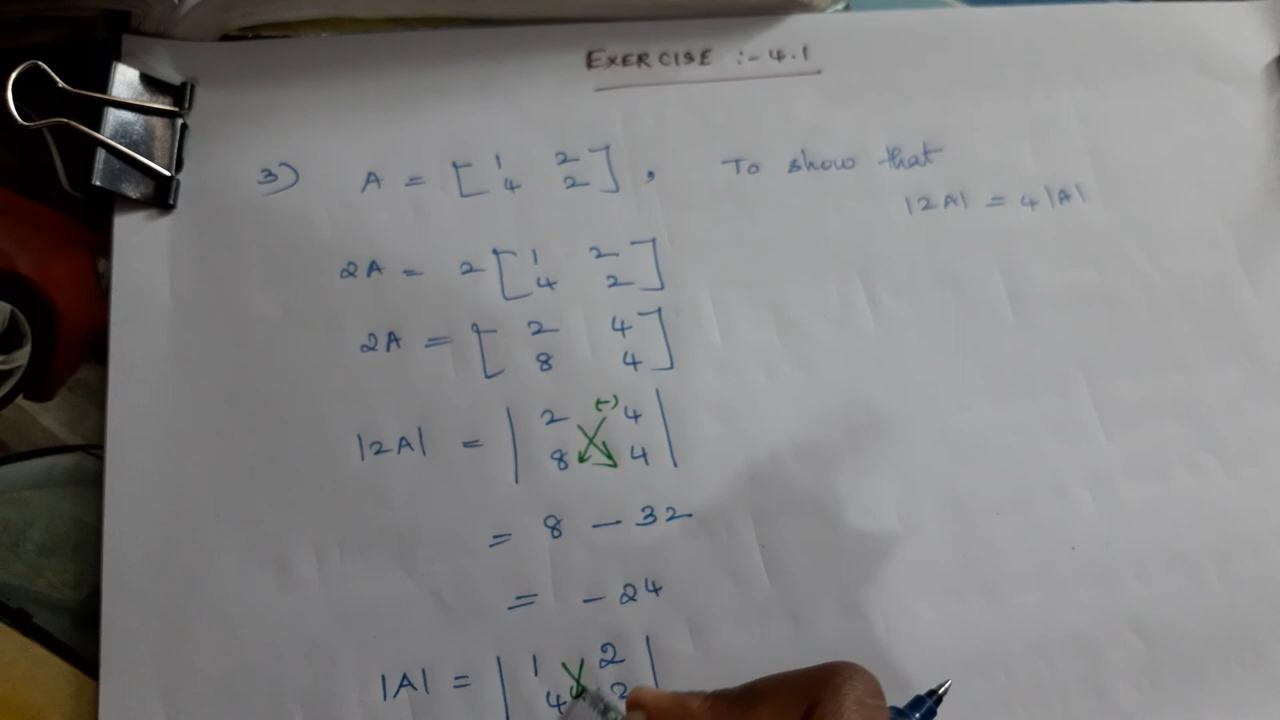 EXERCISE :- 4.1
3) A = [ 1 2
4 2 ] , To show that
|2A| = 4|A|
2A = 2 [ 1 2
4 2 ]
2A = [ 2 4
8 4 ]
|2A| = | 2 (-) 4
8 4 |
= 8 - 32
= - 24
|A| = | 1 2
4 2 |